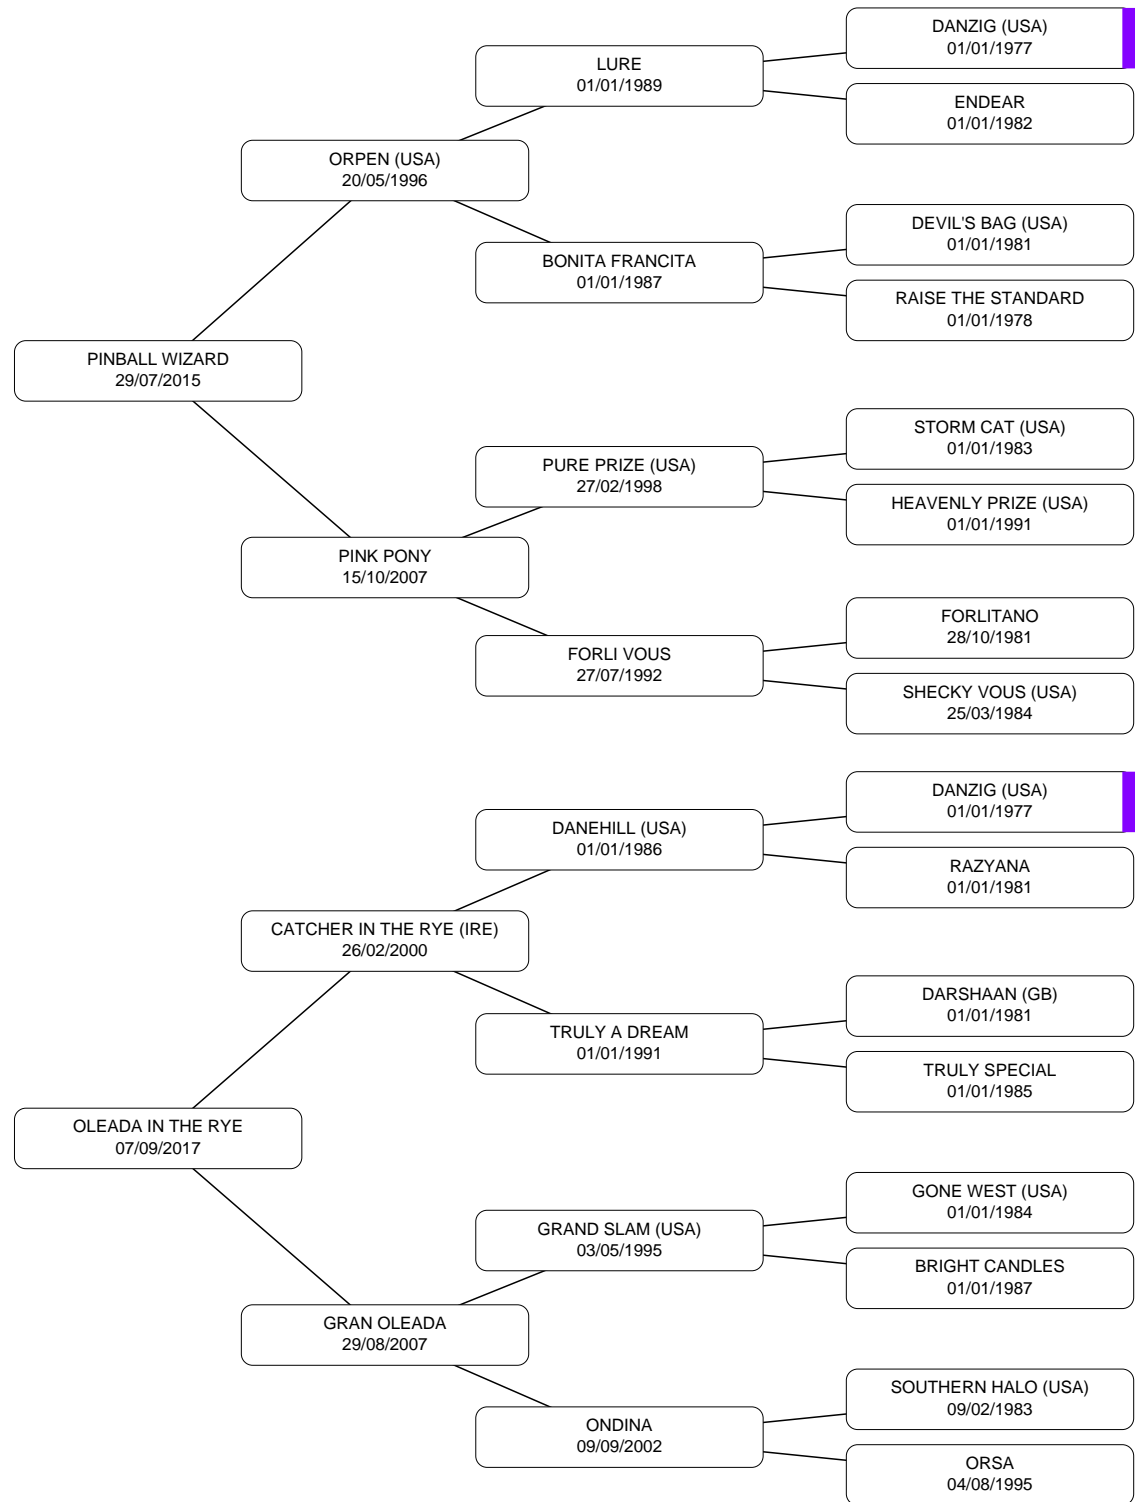 DANZIG (USA)
01/01/1977
LURE
01/01/1989
ENDEAR
01/01/1982
ORPEN (USA)
20/05/1996
DEVIL'S BAG (USA)
01/01/1981
BONITA FRANCITA
01/01/1987
RAISE THE STANDARD
01/01/1978
PINBALL WIZARD
29/07/2015
STORM CAT (USA)
01/01/1983
PURE PRIZE (USA)
27/02/1998
HEAVENLY PRIZE (USA)
01/01/1991
PINK PONY
15/10/2007
FORLITANO
28/10/1981
FORLI VOUS
27/07/1992
SHECKY VOUS (USA)
25/03/1984
DANZIG (USA)
01/01/1977
DANEHILL (USA)
01/01/1986
RAZYANA
01/01/1981
CATCHER IN THE RYE (IRE)
26/02/2000
DARSHAAN (GB)
01/01/1981
TRULY A DREAM
01/01/1991
TRULY SPECIAL
01/01/1985
OLEADA IN THE RYE
07/09/2017
GONE WEST (USA)
01/01/1984
GRAND SLAM (USA)
03/05/1995
BRIGHT CANDLES
01/01/1987
GRAN OLEADA
29/08/2007
SOUTHERN HALO (USA)
09/02/1983
ONDINA
09/09/2002
ORSA
04/08/1995